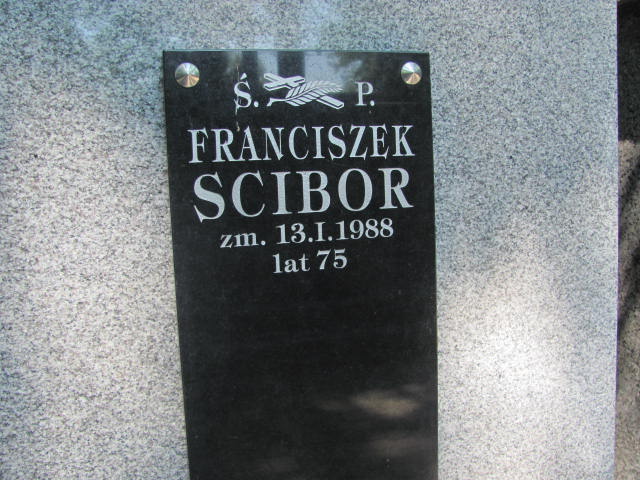 Ś. P.
FRANCISZEK
SCIBOR
zm. 13.I.1988
lat 75